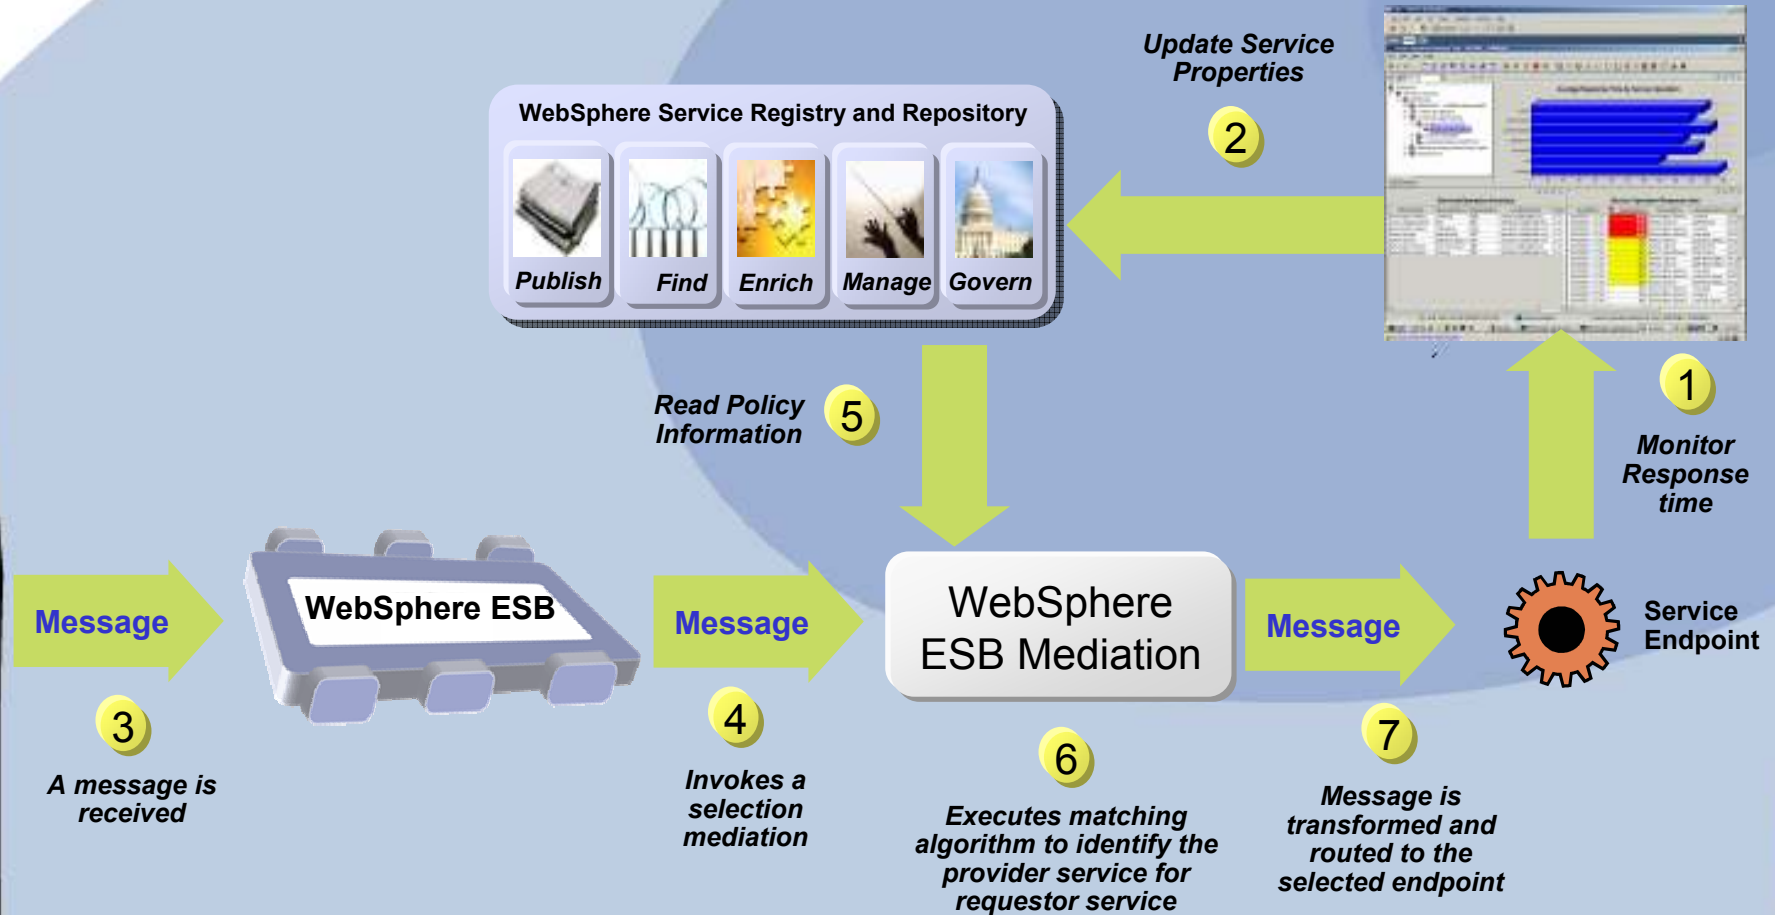 Update Service
Properties
2
WebSphere Service Registry and Repository
Publish
Find
Enrich
Manage
Govern
1
Monitor
Response
time
Read Policy
Information
5
Message
WebSphere ESB
Message
WebSphere
ESB Mediation
Message
Service
Endpoint
3
A message is
received
4
Invokes a
selection
mediation
6
Executes matching
algorithm to identify the
provider service for
requestor service
7
Message is
transformed and
routed to the
selected endpoint